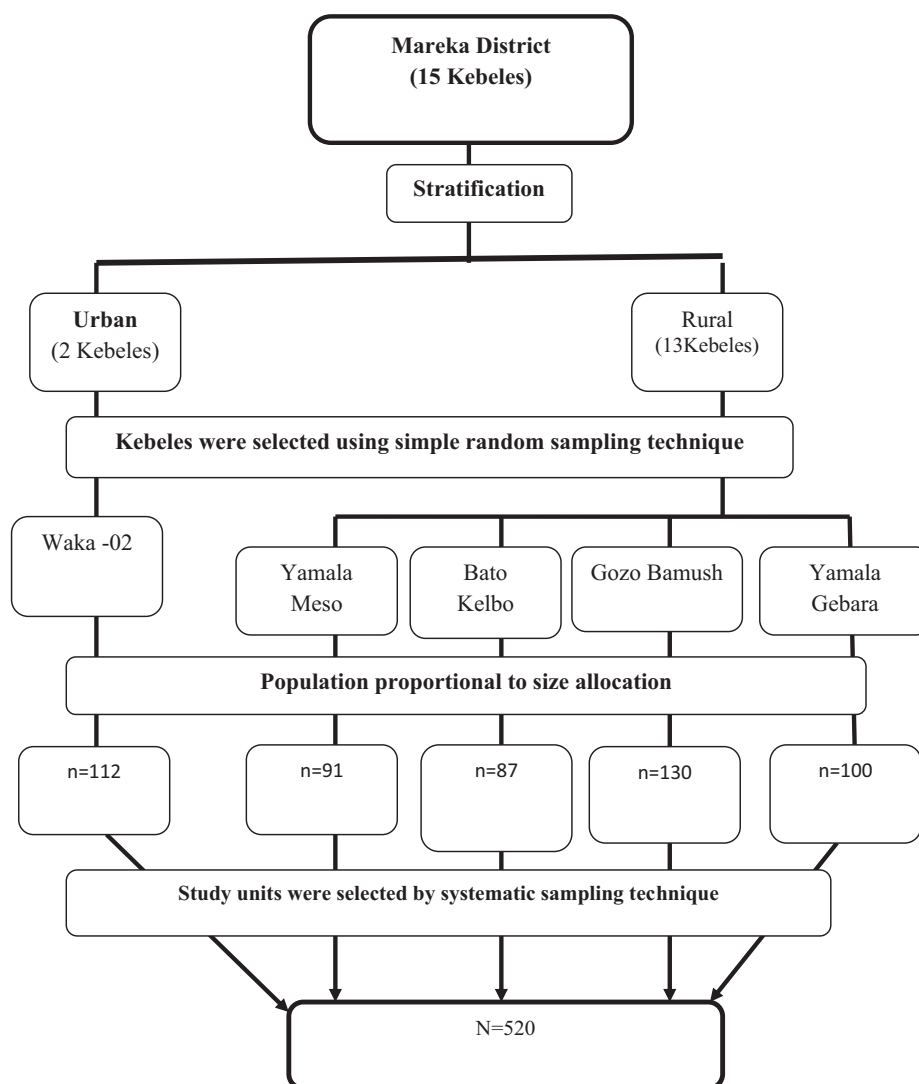 Mareka District
(15 Kebeles)
Stratification
Urban
(2 Kebeles)
Rural
(13Kebeles)
Kebeles were selected using simple random sampling technique
Waka -02
Yamala
Meso
Bato
Kelbo
Gozo Bamush
Yamala
Gebara
Population proportional to size allocation
n=112
n=91
n=87
n=130
n=100
Study units were selected by systematic sampling technique
N=520